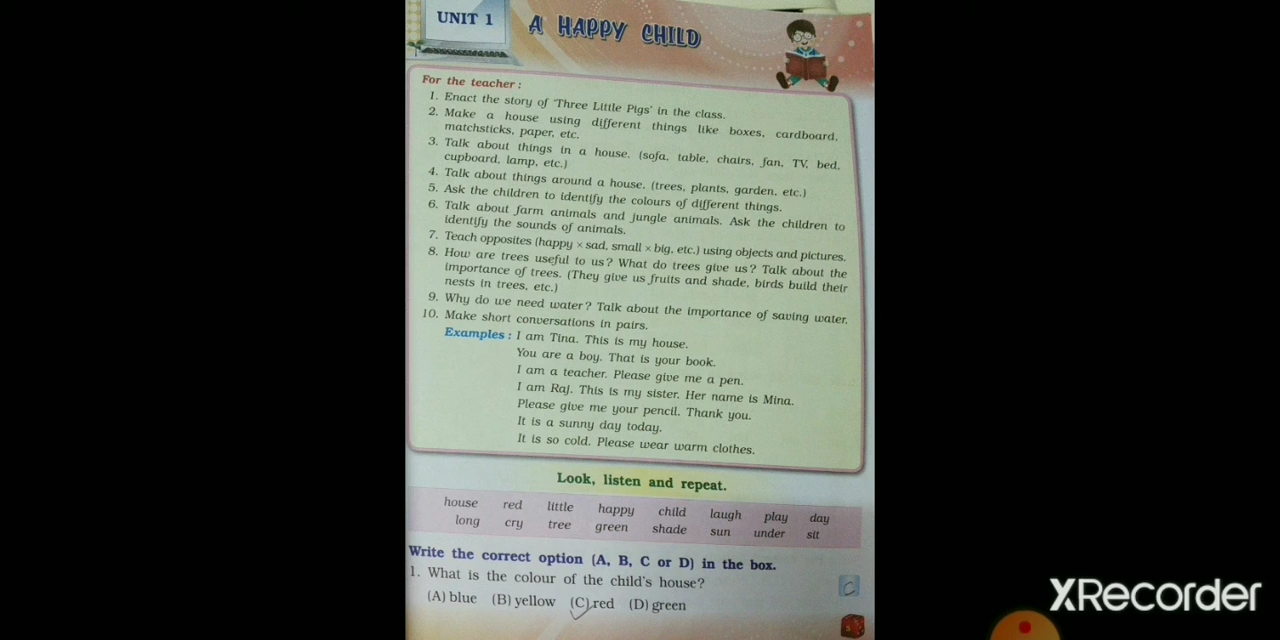 UNIT 1
A HAPPY CHILD
For the teacher :
1. Enact the story of 'Three Little Pigs' in the class.
2. Make a house using different things like boxes, cardboard,
matchsticks, paper, etc.
3. Talk about things in a house. (sofa, table, chairs, fan, TV, bed,
cupboard, lamp, etc.)
4. Talk about things around a house. (trees, plants, garden, etc.)
5. Ask the children to identify the colours of different things.
6. Talk about farm animals and jungle animals. Ask the children to
identify the sounds of animals.
7. Teach opposites (happy × sad, small × big, etc.) using objects and pictures.
8. How are trees useful to us? What do trees give us? Talk about the
importance of trees. (They give us fruits and shade, birds build their
nests in trees, etc.)
9. Why do we need water? Talk about the importance of saving water.
10. Make short conversations in pairs.
Examples : I am Tina. This is my house.
You are a boy. That is your book.
I am a teacher. Please give me a pen.
I am Raj. This is my sister. Her name is Mina.
Please give me your pencil. Thank you.
It is a sunny day today.
It is so cold. Please wear warm clothes.
Look, listen and repeat.
house red little happy child laugh play day
long cry tree green shade sun under sit
Write the correct option (A, B, C or D) in the box.
1. What is the colour of the child's house? C
(A) blue (B) yellow (C) red (D) green
XRecorder